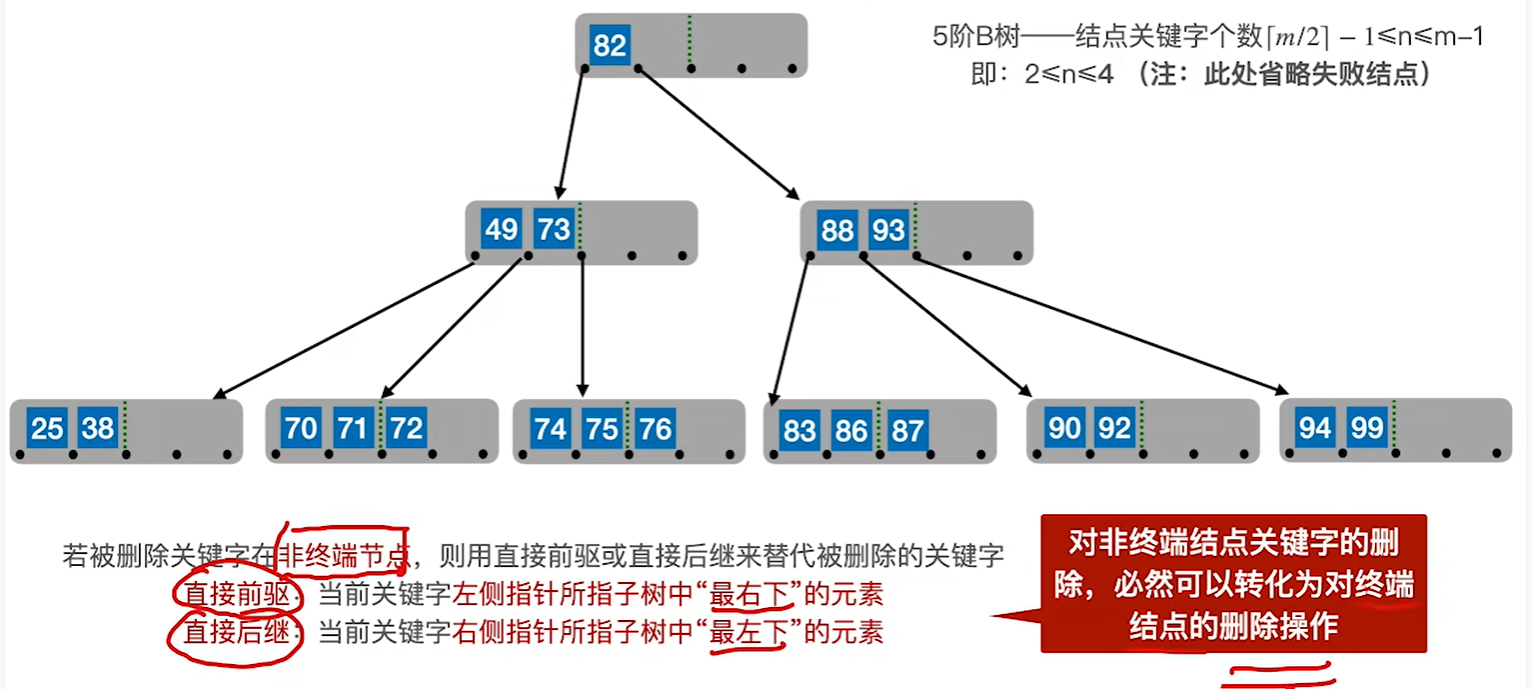 82
5阶B树——结点关键字个数⌈m/2⌉ − 1≤n≤m–1
即：2≤n≤4 （注：此处省略失败结点）
49 73
88 93
25 38
70 71 72
74 75 76
83 86 87
90 92
94 99
若被删除关键字在非终端节点，则用直接前驱或直接后继来替代被删除的关键字
直接前驱：当前关键字左侧指针所指子树中“最右下”的元素
直接后继：当前关键字右侧指针所指子树中“最左下”的元素
对非终端结点关键字的删
除，必然可以转化为对终端
结点的删除操作